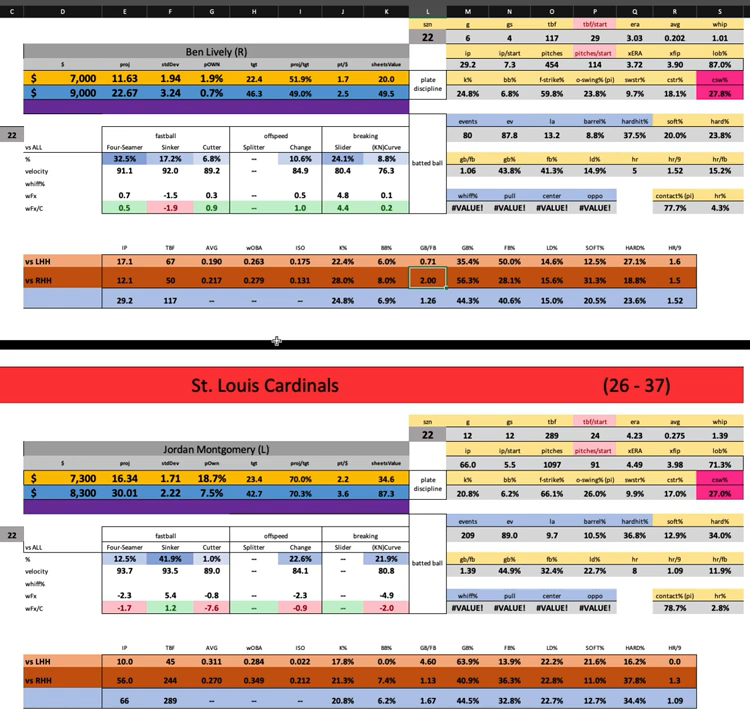 C D E F G H I J K L M N O P Q R S
szn g gs tbf tbf/start era avg whip
22 6 4 117 29 3.03 0.202 1.01
Ben Lively (R) ip ip/start pitches pitches/start xERA xfip lob%
29.2 7.3 454 114 3.72 3.90 87.0%
$ proj stdDev pOWN tgt proj/tgt pt/$ sheetsValue
$ 7,000 11.63 1.94 1.9% 22.4 51.9% 1.7 20.0
$ 9,000 22.67 3.24 0.7% 46.3 49.0% 2.5 49.5
plate discipline k% bb% f-strike% o-swing% (pi) swstr% cstr% csw%
24.8% 6.8% 59.8% 23.8% 9.7% 18.1% 27.8%
events ev la barrel% hardhit% soft% hard%
22 fastball offspeed breaking 80 87.8 13.2 8.8% 37.5% 20.0% 23.8%
vs ALL Four-Seamer Sinker Cutter Splitter Change Slider (KN)Curve
% 32.5% 17.2% 6.8% -- 10.6% 24.1% 8.8% batted ball gb/fb gb% fb% ld% hr hr/9 hr/fb
velocity 91.1 92.0 89.2 -- 84.9 80.4 76.3 1.06 43.8% 41.3% 14.9% 5 1.52 15.2%
whiff%
wFx 0.7 -1.5 0.3 -- 0.5 4.8 0.1 whiff% pull center oppo contact% (pi) hr%
wFx/C 0.5 -1.9 0.9 -- 1.0 4.4 0.2 #VALUE! #VALUE! #VALUE! #VALUE! 77.7% 4.3%
IP TBF AVG wOBA ISO K% BB% GB/FB GB% FB% LD% SOFT% HARD% HR/9
vs LHH 17.1 67 0.190 0.263 0.175 22.4% 6.0% 0.71 35.4% 50.0% 14.6% 12.5% 27.1% 1.6
vs RHH 12.1 50 0.217 0.279 0.131 28.0% 8.0% 2.00 56.3% 28.1% 15.6% 31.3% 18.8% 1.5
29.2 117 -- -- 24.8% 6.9% 1.26 44.3% 40.6% 15.0% 20.5% 23.6% 1.52
St. Louis Cardinals (26 - 37)
szn g gs tbf tbf/start era avg whip
22 12 12 289 24 4.23 0.275 1.39
Jordan Montgomery (L) ip ip/start pitches pitches/start xERA xfip lob%
66.0 5.5 1097 91 4.49 3.98 71.3%
$ proj stdDev pOwn tgt proj/tgt pt/$ sheetsValue
$ 7,300 16.34 1.71 18.7% 23.4 70.0% 2.2 34.6
$ 8,300 30.01 2.22 7.5% 42.7 70.3% 3.6 87.3
plate discipline k% bb% f-strike% o-swing% (pi) swstr% cstr% csw%
20.8% 6.2% 66.1% 26.0% 9.9% 17.0% 27.0%
events ev la barrel% hardhit% soft% hard%
22 fastball offspeed breaking 209 89.0 9.7 10.5% 36.8% 12.9% 34.0%
vs ALL Four-Seamer Sinker Cutter Splitter Change Slider (KN)Curve
% 12.5% 41.9% 1.0% -- 22.6% -- 21.9% batted ball gb/fb gb% fb% ld% hr hr/9 hr/fb
velocity 93.7 93.5 89.0 -- 84.1 -- 80.8 1.39 44.9% 32.4% 22.7% 8 1.09 11.9%
whiff%
wFx -2.3 5.4 -0.8 -- -2.3 -- -4.9 whiff% pull center oppo contact% (pi) hr%
wFx/C -1.7 1.2 -7.6 -- -0.9 -- -2.0 #VALUE! #VALUE! #VALUE! #VALUE! 78.7% 2.8%
IP TBF AVG wOBA ISO K% BB% GB/FB GB% FB% LD% SOFT% HARD% HR/9
vs LHH 10.0 45 0.311 0.284 0.022 17.8% 0.0% 4.60 63.9% 13.9% 22.2% 21.6% 16.2% 0.0
vs RHH 56.0 244 0.270 0.349 0.212 21.3% 7.4% 1.13 40.9% 36.3% 22.8% 11.0% 37.8% 1.3
66 289 -- -- 20.8% 6.2% 1.67 44.5% 32.8% 22.7% 12.7% 34.4% 1.09